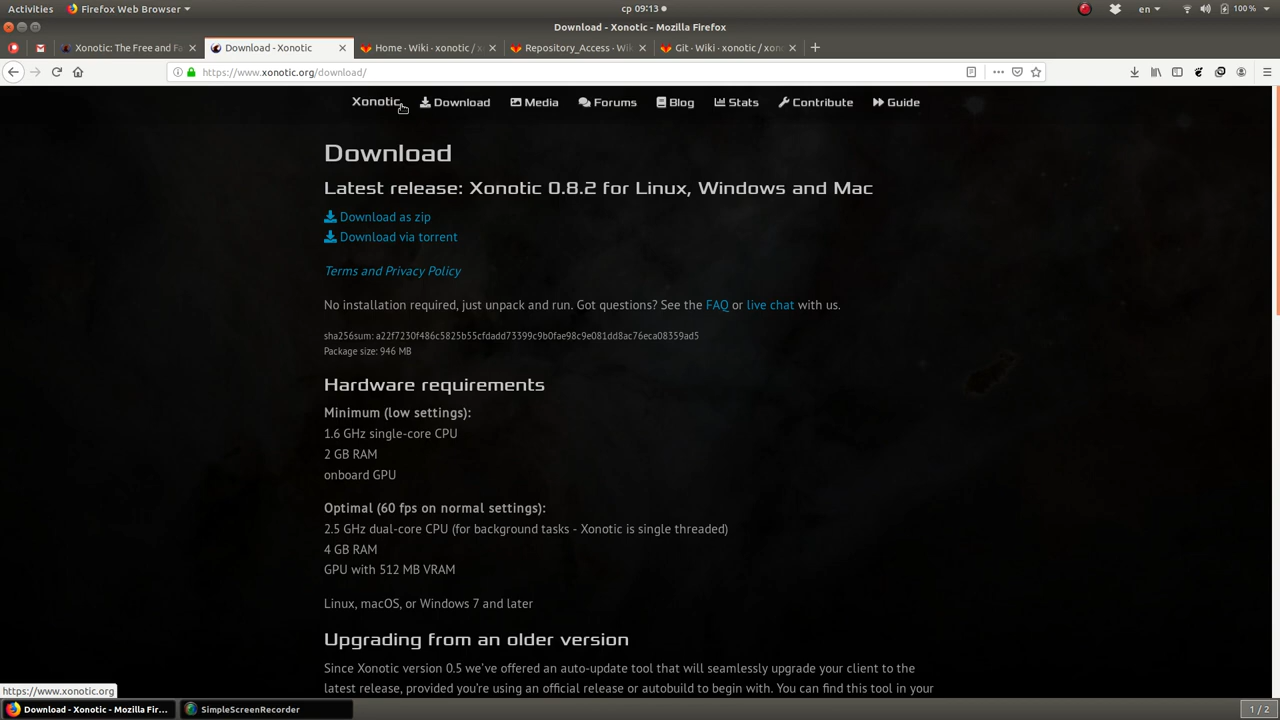 Activities Firefox Web Browser ср 09:13 en 100 %
Download - Xonotic - Mozilla Firefox
Xonotic: The Free and Fa Download - Xonotic Home · Wiki · xonotic / x Repository_Access · Wik Git · Wiki · xonotic / xon
https://www.xonotic.org/download/
Xonotic Download Media Forums Blog Stats Contribute Guide
Download
Latest release: Xonotic 0.8.2 for Linux, Windows and Mac
Download as zip
Download via torrent
Terms and Privacy Policy
No installation required, just unpack and run. Got questions? See the FAQ or live chat with us.
sha256sum: a22f7230f486c5825b55cfdadd73399c9b0fae98c9e081dd8ac76eca08359ad5
Package size: 946 MB
Hardware requirements
Minimum (low settings):
1.6 GHz single-core CPU
2 GB RAM
onboard GPU
Optimal (60 fps on normal settings):
2.5 GHz dual-core CPU (for background tasks - Xonotic is single threaded)
4 GB RAM
GPU with 512 MB VRAM
Linux, macOS, or Windows 7 and later
Upgrading from an older version
Since Xonotic version 0.5 we've offered an auto-update tool that will seamlessly upgrade your client to the
latest release, provided you're using an official release or autobuild to begin with. You can find this tool in your
https://www.xonotic.org
Download - Xonotic - Mozilla Fir... SimpleScreenRecorder 1 / 2